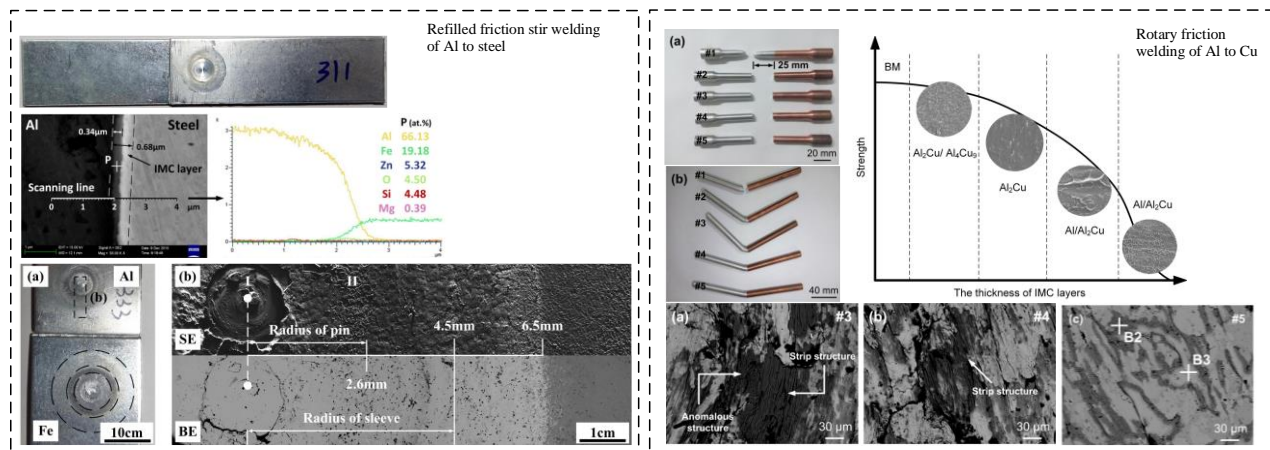 Refilled friction stir welding
of Al to steel
311
Al
Steel
0.34μm
0.68μm
P
IMC layer
Scanning line
0 1 2 3 4 μm
P (at.%)
Al 66.13
Fe 19.18
Zn 5.32
O 4.50
Si 4.48
Mg 0.39
(a)
Al
(b)
Fe
10cm
(b)
I
II
Radius of pin
4.5mm
6.5mm
SE
2.6mm
Radius of sleeve
BE
1cm
Rotary friction
welding of Al to Cu
(a)
#1
25 mm
#2
#3
#4
#5
20 mm
(b)
#1
#2
#3
#4
#5
40 mm
Strength
BM
Al₂Cu/ Al₄Cu₉
Al₂Cu
Al/Al₂Cu
Al/Al₂Cu
The thickness of IMC layers
(a)
#3
Strip structure
Anomalous
structure
30 μm
(b)
#4
Strip structure
30 μm
(c)
#5
B2
B3
30 μm